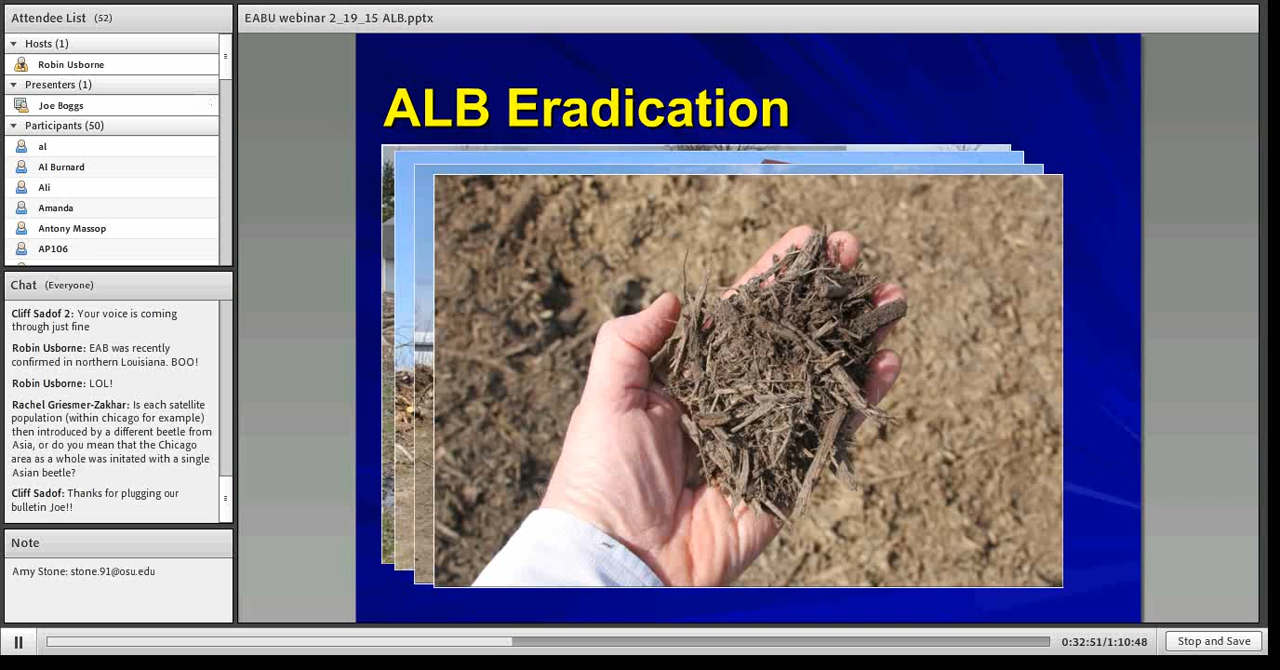 Attendee List (52)
Hosts (1)
Robin Usborne
Presenters (1)
Joe Boggs
Participants (50)
al
Al Burnard
Ali
Amanda
Antony Massop
AP106
Chat (Everyone)
Cliff Sadof 2: Your voice is coming
through just fine
Robin Usborne: EAB was recently
confirmed in northern Louisiana. BOO!
Robin Usborne: LOL!
Rachel Griesmer-Zakhar: Is each satellite
population (within chicago for example)
then introduced by a different beetle from
Asia, or do you mean that the Chicago
area as a whole was initated with a single
Asian beetle?
Cliff Sadof: Thanks for plugging our
bulletin Joe!!
Note
Amy Stone: stone.91@osu.edu
EABU webinar 2_19_15 ALB.pptx
ALB Eradication
0:32:51/1:10:48
Stop and Save